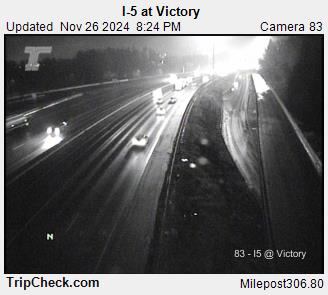 I-5 at Victory
Updated Nov 26 2024 8:24 PM Camera 83
T
N
83 - I5 @ Victory
TripCheck.com Milepost306.80